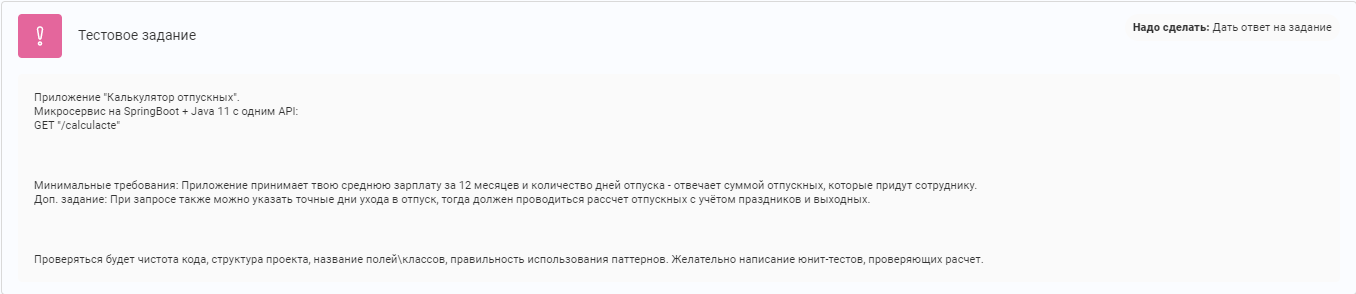 Тестовое задание
Надо сделать: Дать ответ на задание
Приложение "Калькулятор отпускных".
Микросервис на SpringBoot + Java 11 с одним API:
GET "/calculacte"
Минимальные требования: Приложение принимает твою среднюю зарплату за 12 месяцев и количество дней отпуска - отвечает суммой отпускных, которые придут сотруднику.
Доп. задание: При запросе также можно указать точные дни ухода в отпуск, тогда должен проводиться рассчет отпускных с учётом праздников и выходных.
Проверяться будет чистота кода, структура проекта, название полей\классов, правильность использования паттернов. Желательно написание юнит-тестов, проверяющих расчет.